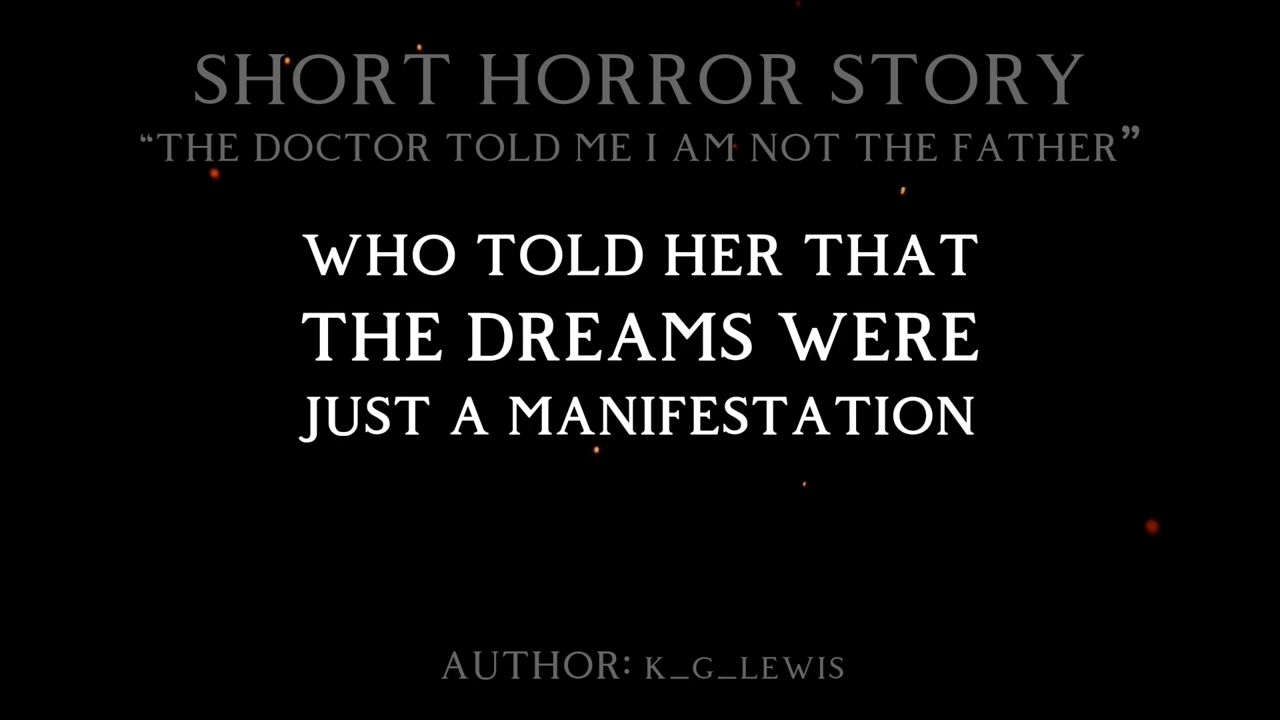 SHORT HORROR STORY
“THE DOCTOR TOLD ME I AM NOT THE FATHER”
WHO TOLD HER THAT
THE DREAMS WERE
JUST A MANIFESTATION
AUTHOR: K_G_LEWIS